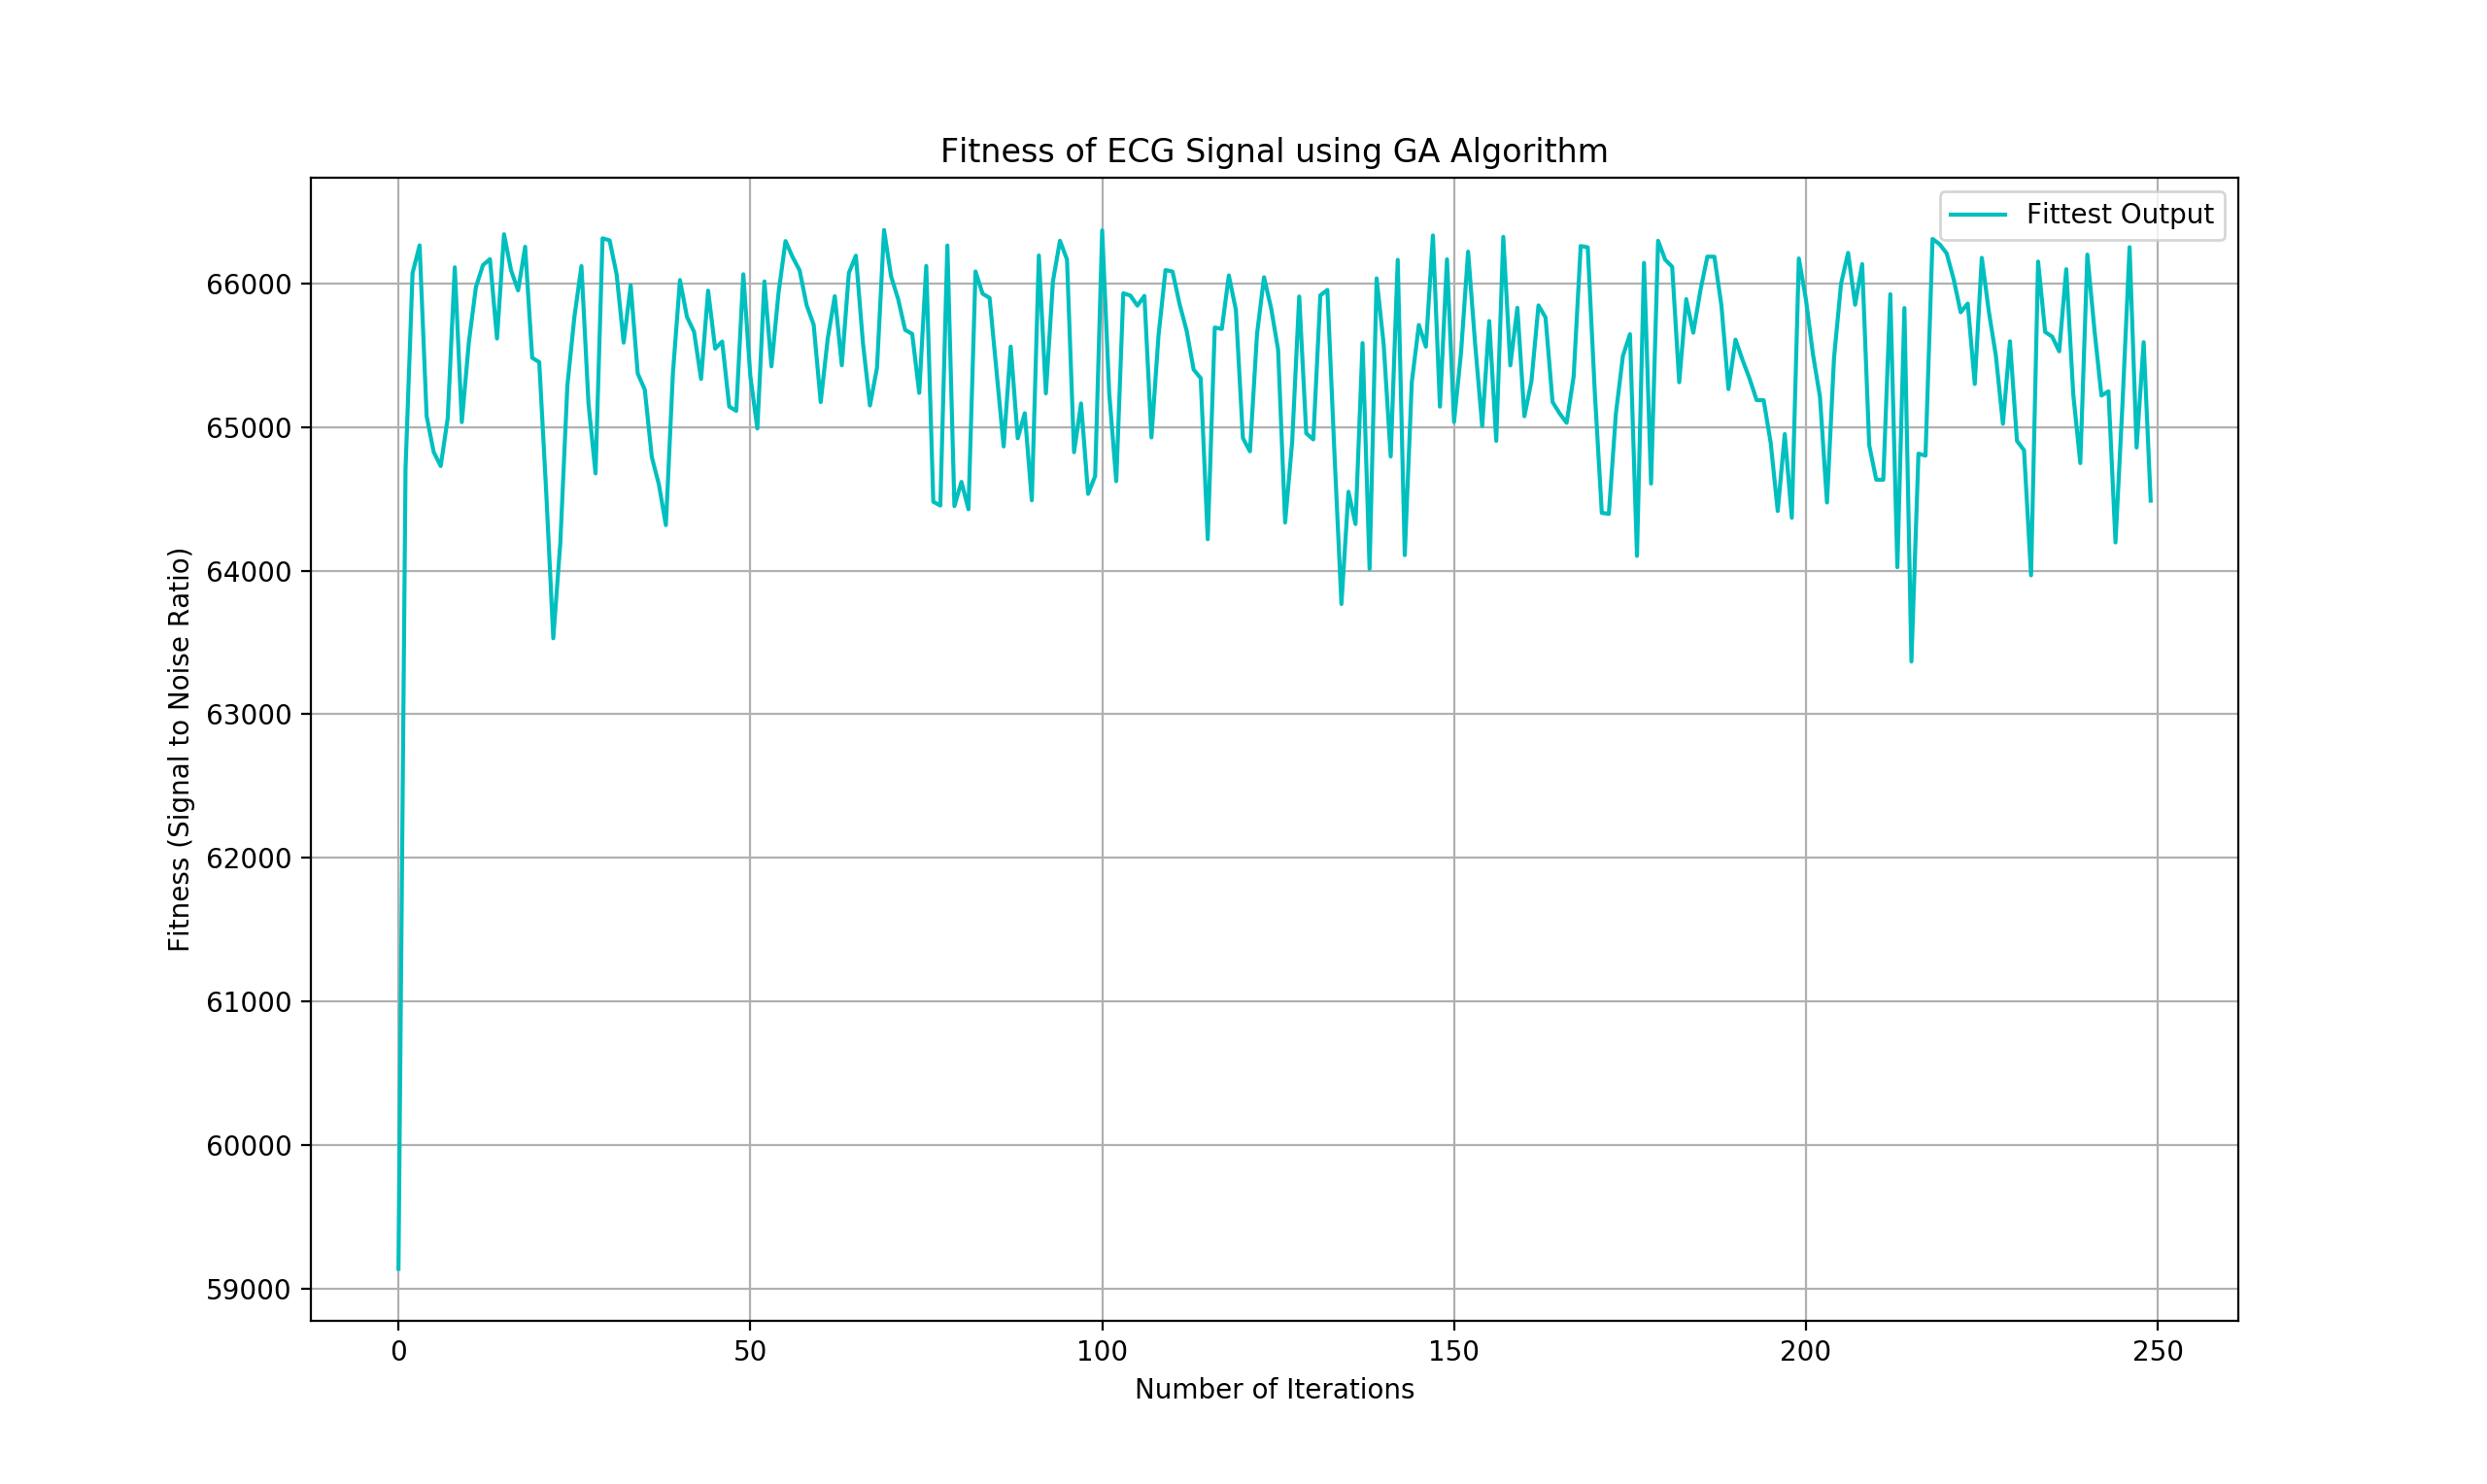 Fitness of ECG Signal using GA Algorithm
Fittest Output
Fitness (Signal to Noise Ratio)
66000
65000
64000
63000
62000
61000
60000
59000
0 50 100 150 200 250
Number of Iterations